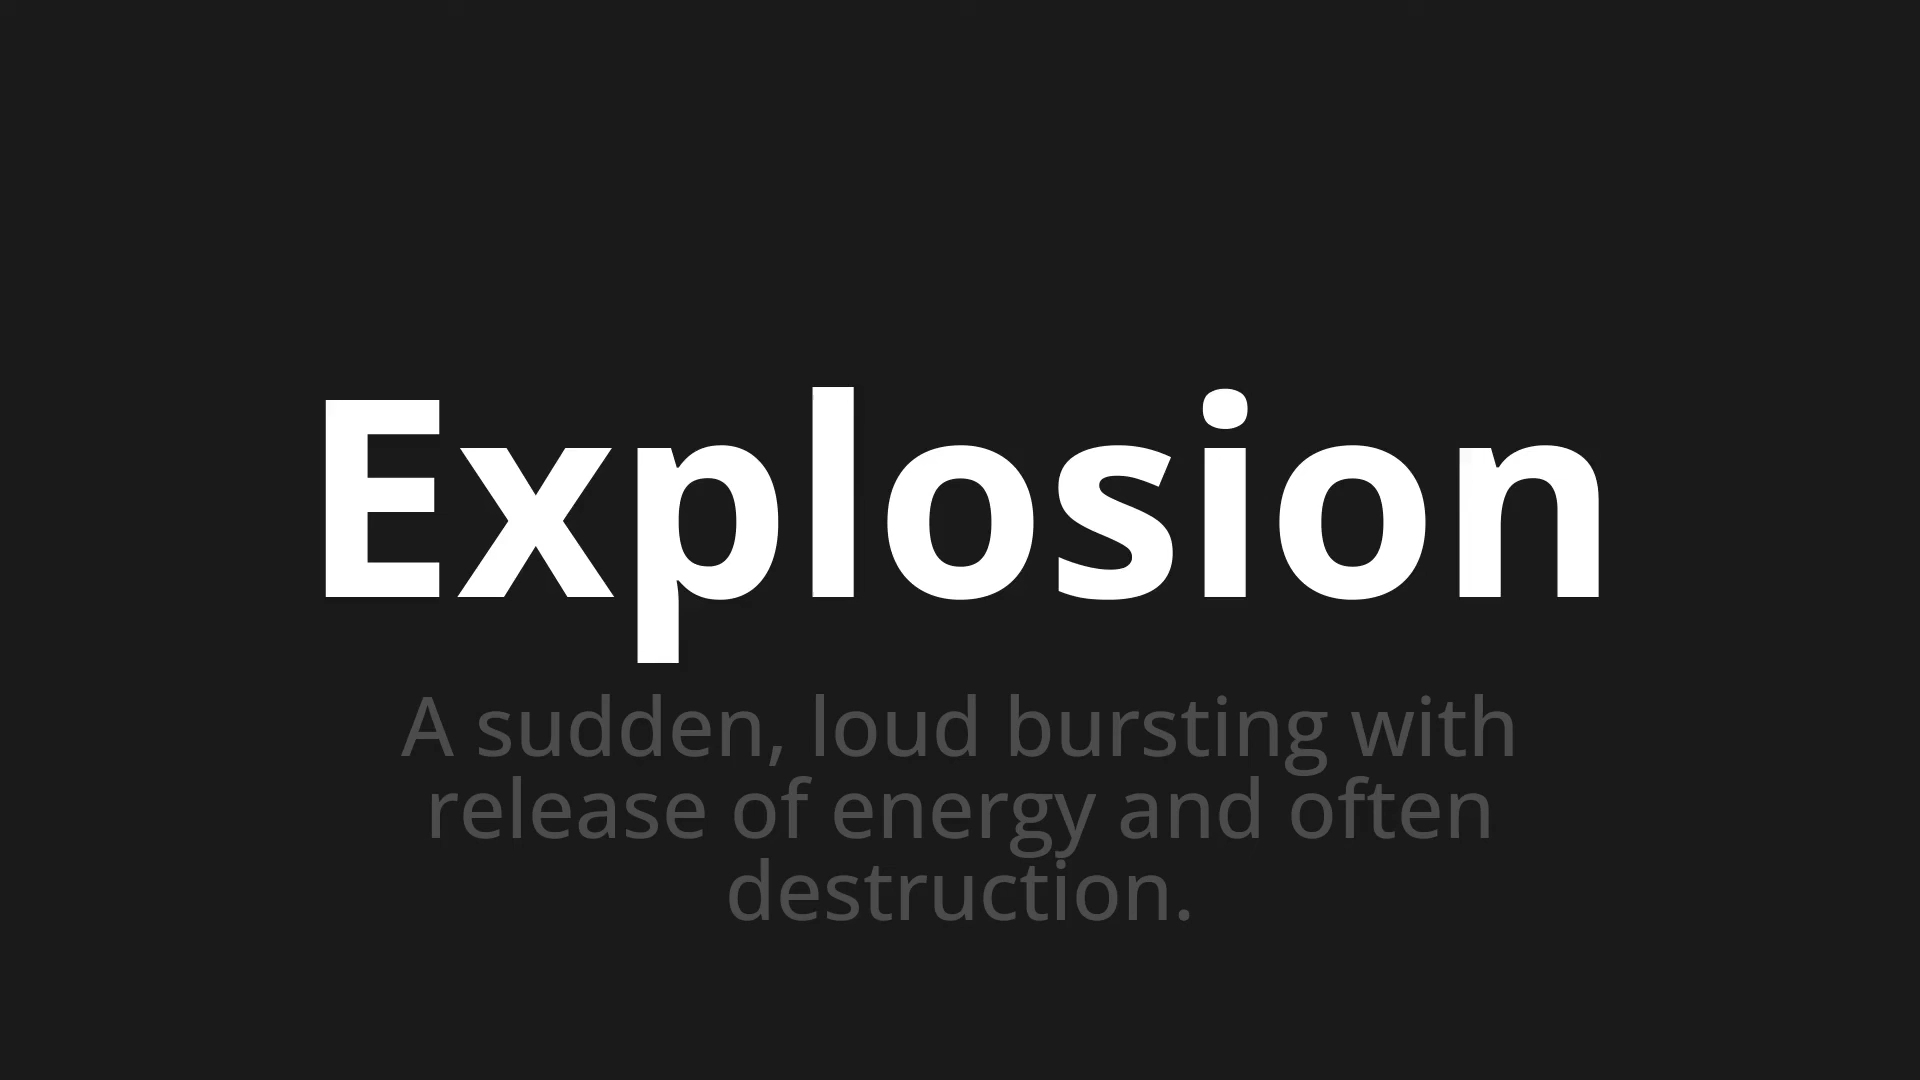 Explosion
A sudden, loud bursting with
release of energy and often
destruction.